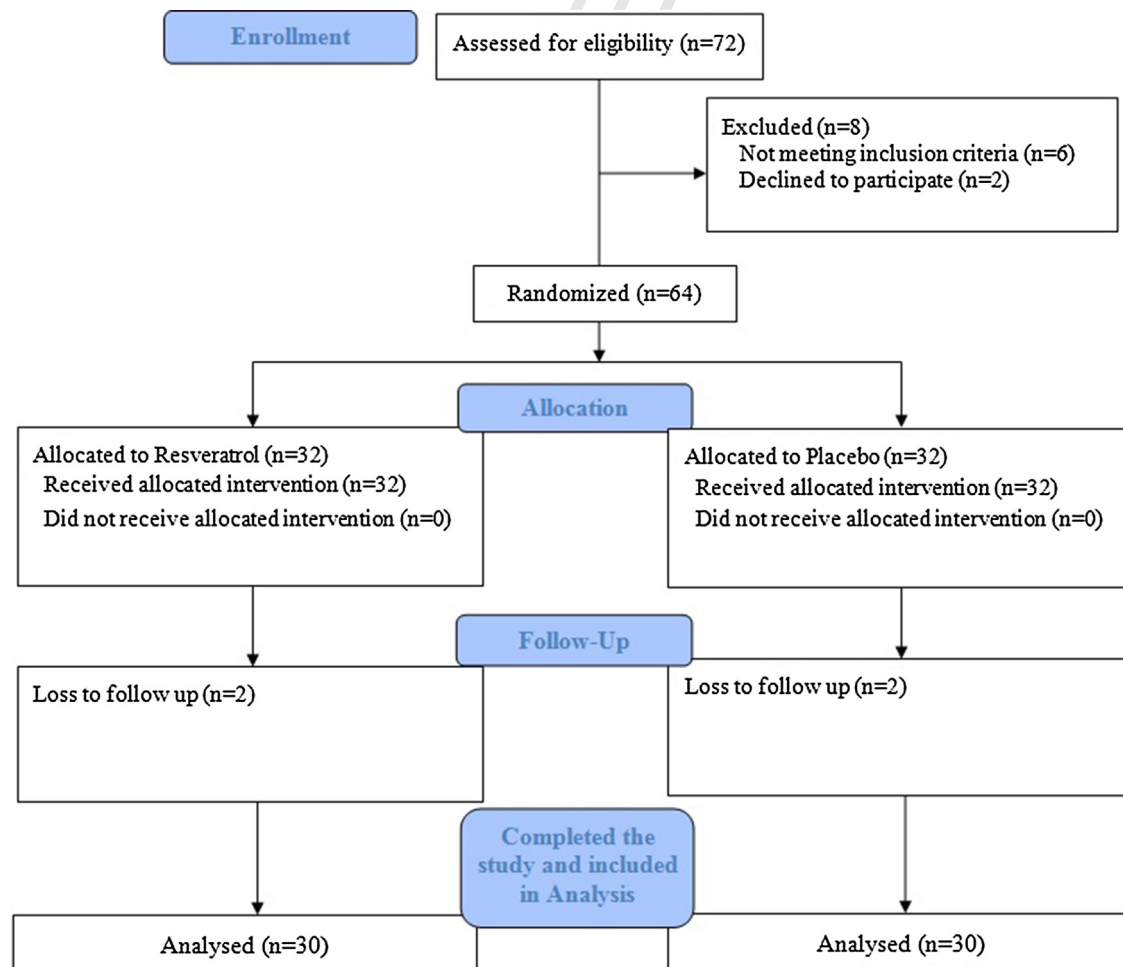 Enrollment
Assessed for eligibility (n=72)
Excluded (n=8)
Not meeting inclusion criteria (n=6)
Declined to participate (n=2)
Randomized (n=64)
Allocation
Allocated to Resveratrol (n=32)
Received allocated intervention (n=32)
Did not receive allocated intervention (n=0)
Allocated to Placebo (n=32)
Received allocated intervention (n=32)
Did not receive allocated intervention (n=0)
Follow-Up
Loss to follow up (n=2)
Loss to follow up (n=2)
Completed the
study and included
in Analysis
Analysed (n=30)
Analysed (n=30)